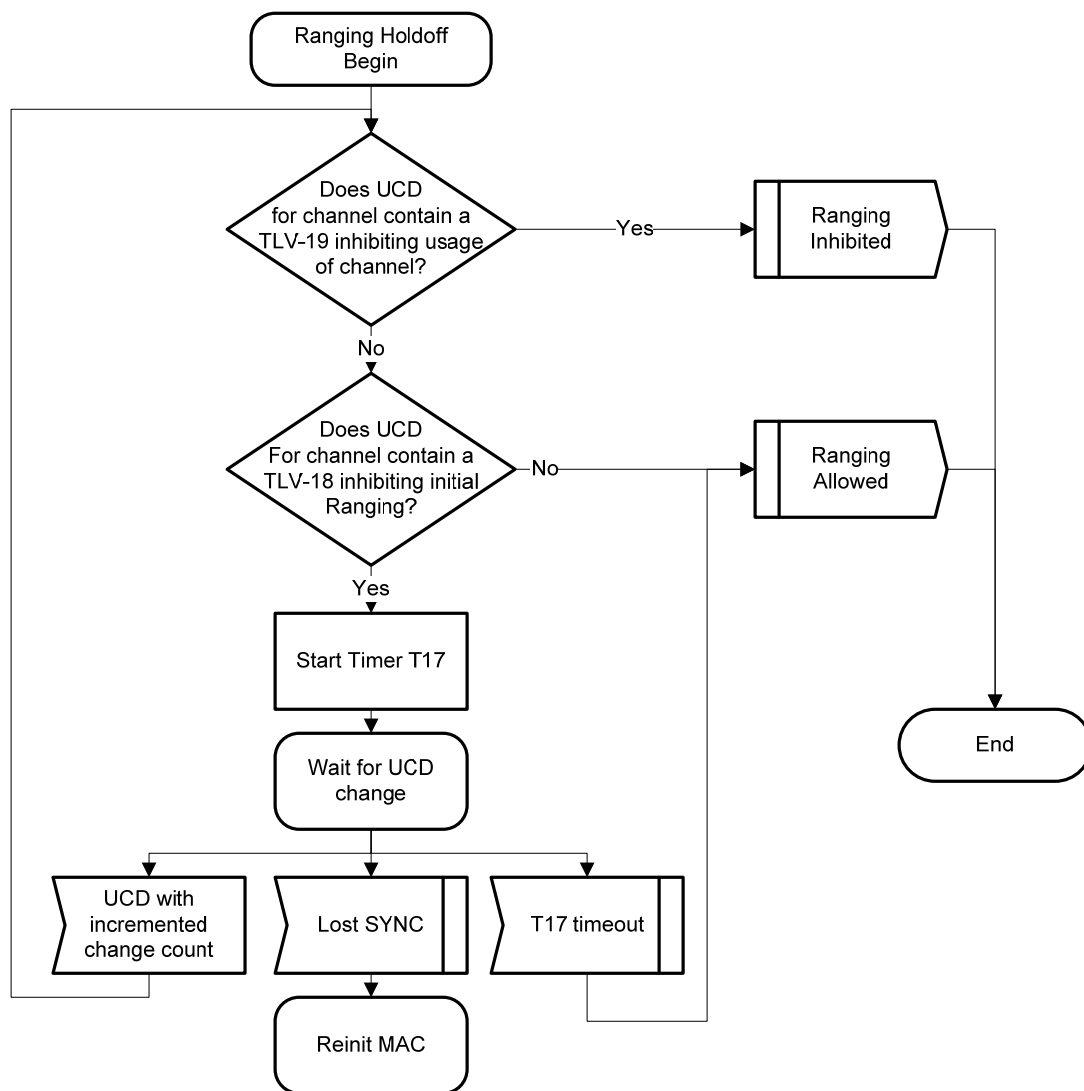 Ranging Holdoff
Begin
Does UCD
for channel contain a
TLV-19 inhibiting usage
of channel?
Yes
Ranging
Inhibited
No
Does UCD
For channel contain a
TLV-18 inhibiting initial
Ranging?
No
Ranging
Allowed
Yes
Start Timer T17
Wait for UCD
change
End
UCD with
incremented
change count
Lost SYNC
T17 timeout
Reinit MAC